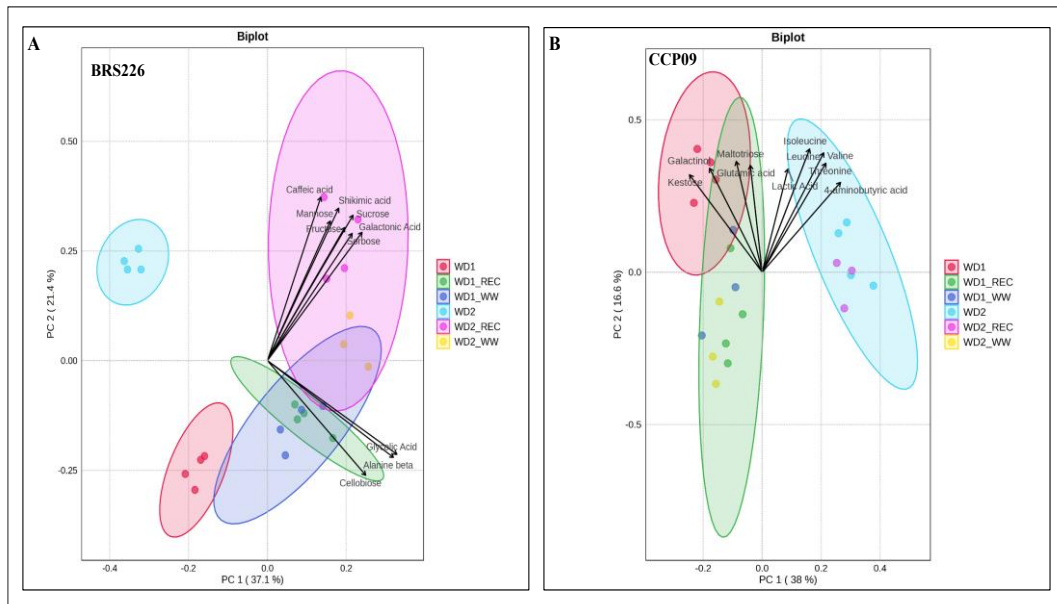 A
Biplot
BRS226
0.50
0.25
0.00
-0.25
PC 2 ( 21.4 %)
Caffeic acid
Shikimic acid
Mannose
Sucrose
Fructose
Galactonic Acid
Sorbose
Glycolic Acid
Alanine beta
Cellobiose
-0.4
-0.2
0.0
0.2
PC 1 ( 37.1 %)
WD1
WD1_REC
WD1_WW
WD2
WD2_REC
WD2_WW
B
Biplot
CCP09
0.5
0.0
-0.5
PC 2 ( 16.6 %)
Isoleucine
Maltotriose
Leucine
Valine
Galactinol
Glutamic acid
Threonine
Kestose
Lactic Acid
4-aminobutyric acid
-0.4
-0.2
0.0
0.2
0.4
PC 1 ( 38 %)
WD1
WD1_REC
WD1_WW
WD2
WD2_REC
WD2_WW